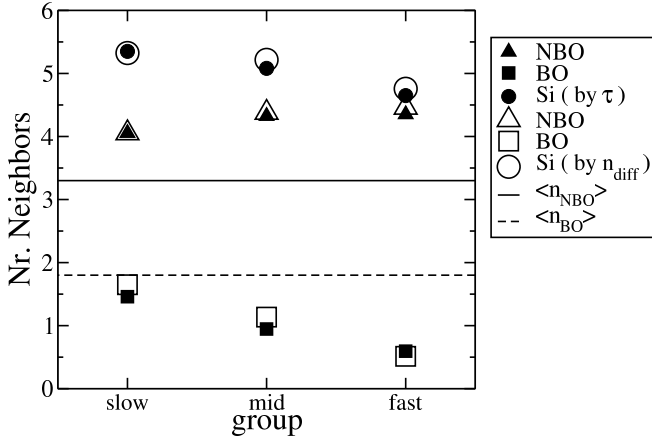 6
5
4
3
2
1
0
Nr. Neighbors
slow
mid
fast
group
NBO
BO
Si ( by τ )
NBO
BO
Si ( by n_diff )
<n_NBO>
<n_BO>